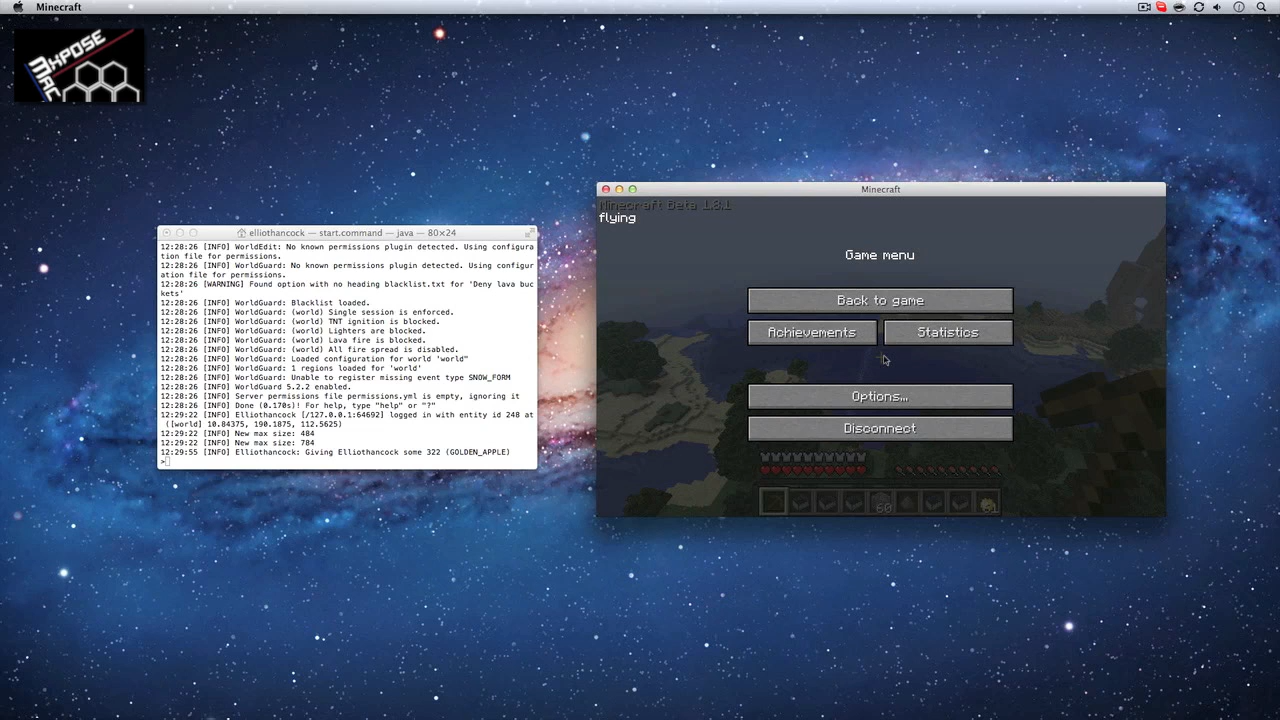 Minecraft
MAC
EXPOSE
elliothancock — start.command — java — 80×24
12:28:26 [INFO] WorldEdit: No known permissions plugin detected. Using configura
tion file for permissions.
12:28:26 [INFO] WorldGuard: No known permissions plugin detected. Using configur
ation file for permissions.
12:28:26 [WARNING] Found option with no heading blacklist.txt for 'Deny lava buc
kets'
12:28:26 [INFO] WorldGuard: Blacklist loaded.
12:28:26 [INFO] WorldGuard: (world) Single session is enforced.
12:28:26 [INFO] WorldGuard: (world) TNT ignition is blocked.
12:28:26 [INFO] WorldGuard: (world) Lighters are blocked.
12:28:26 [INFO] WorldGuard: (world) Lava fire is blocked.
12:28:26 [INFO] WorldGuard: (world) All fire spread is disabled.
12:28:26 [INFO] WorldGuard: Loaded configuration for world 'world"
12:28:26 [INFO] WorldGuard: 1 regions loaded for 'world'
12:28:26 [INFO] WorldGuard: Unable to register missing event type SNOW_FORM
12:28:26 [INFO] WorldGuard 5.2.2 enabled.
12:28:26 [INFO] Server permissions file permissions.yml is empty, ignoring it
12:28:26 [INFO] Done (0.170s)! For help, type "help" or "?"
12:29:22 [INFO] Elliothancock [/127.0.0.1:64692] logged in with entity id 248 at
([world] 10.84375, 190.1875, 112.5625)
12:29:22 [INFO] New max size: 484
12:29:22 [INFO] New max size: 784
12:29:55 [INFO] Elliothancock: Giving Elliothancock some 322 (GOLDEN_APPLE)
>
Minecraft
Minecraft Beta 1.8.1
flying
Game menu
Back to game
Achievements
Statistics
Options...
Disconnect
60
61